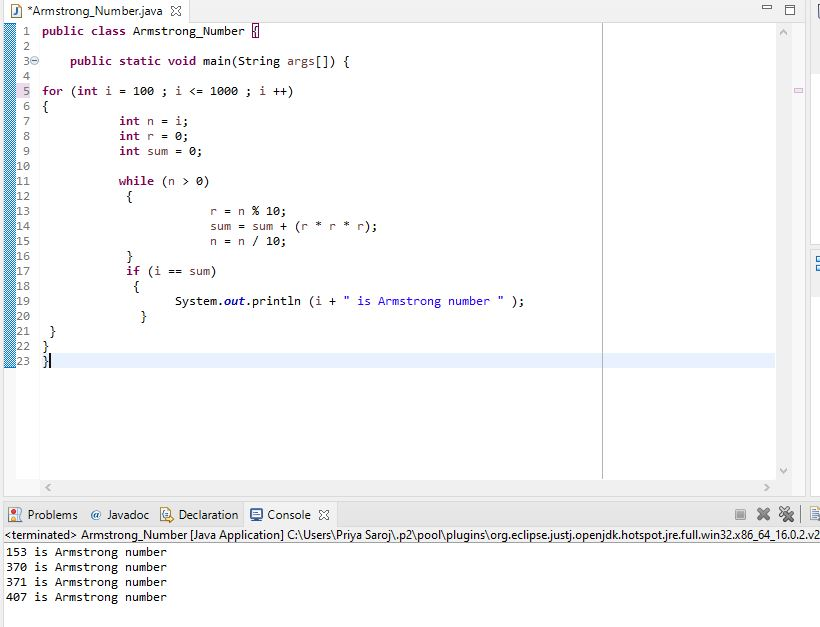 *Armstrong_Number.java
1 public class Armstrong_Number {
2
3 public static void main(String args[]) {
4
5 for (int i = 100 ; i <= 1000 ; i ++)
6 {
7 int n = i;
8 int r = 0;
9 int sum = 0;
10
11 while (n > 0)
12 {
13 r = n % 10;
14 sum = sum + (r * r * r);
15 n = n / 10;
16 }
17 if (i == sum)
18 {
19 System.out.println (i + " is Armstrong number " );
20 }
21 }
22 }
23 }
Problems @ Javadoc Declaration Console
<terminated> Armstrong_Number [Java Application] C:\Users\Priya Saroj\.p2\pool\plugins\org.eclipse.justj.openjdk.hotspot.jre.full.win32.x86_64_16.0.2.v2
153 is Armstrong number
370 is Armstrong number
371 is Armstrong number
407 is Armstrong number